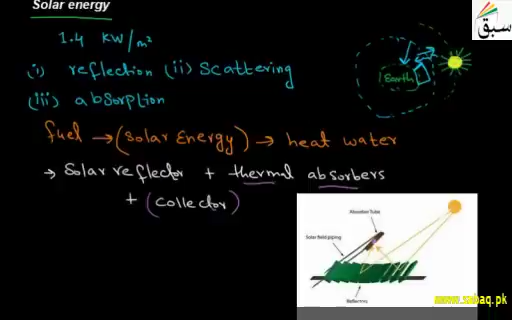 Solar energy
سبق
1.4 KW/m²
(i) reflection (ii) Scattering
Earth
(iii) absorption
fuel → (Solar Energy) → heat water
→ Solar reflector + thermal absorbers
+ (Collector)
Absorber Tube
Solar field piping
Reflectors
www.sabaq.pk